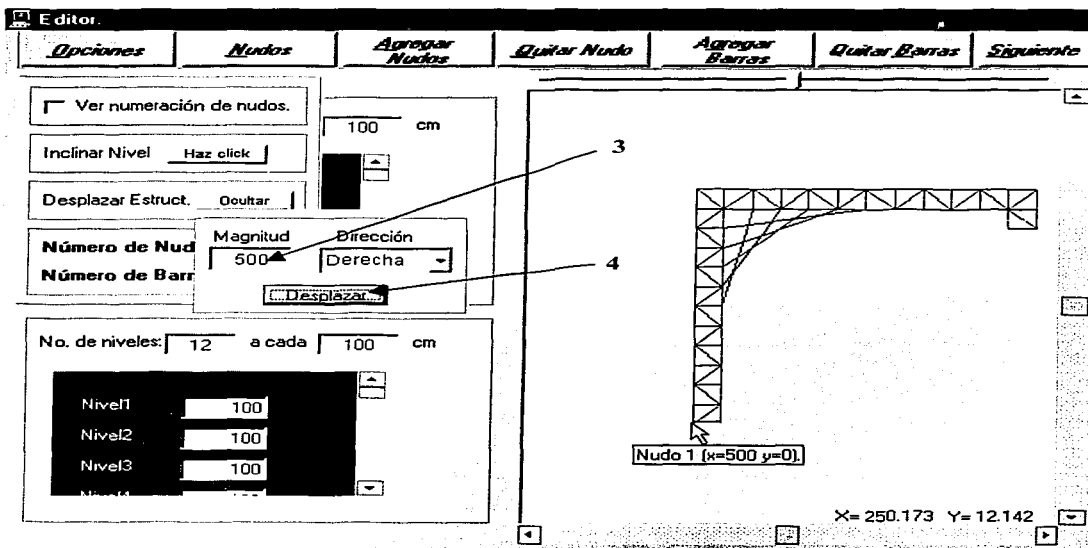 Editor.
Opciones
Nudos
Agregar Nudos
Quitar Nudo
Agregar Barras
Quitar Barras
Siguiente
Ver numeración de nudos.
100 cm
Inclinar Nivel Haz click
3
Desplazar Estruct. Ocultar
Magnitud Dirección
Número de Nud
500 Derecha
4
Número de Barr
Desplazar
No. de niveles: 12 a cada 100 cm
Nivel1 100
Nivel2 100
Nivel3 100
Nudo 1 (x=500 y=0).
X= 250.173 Y= 12.142